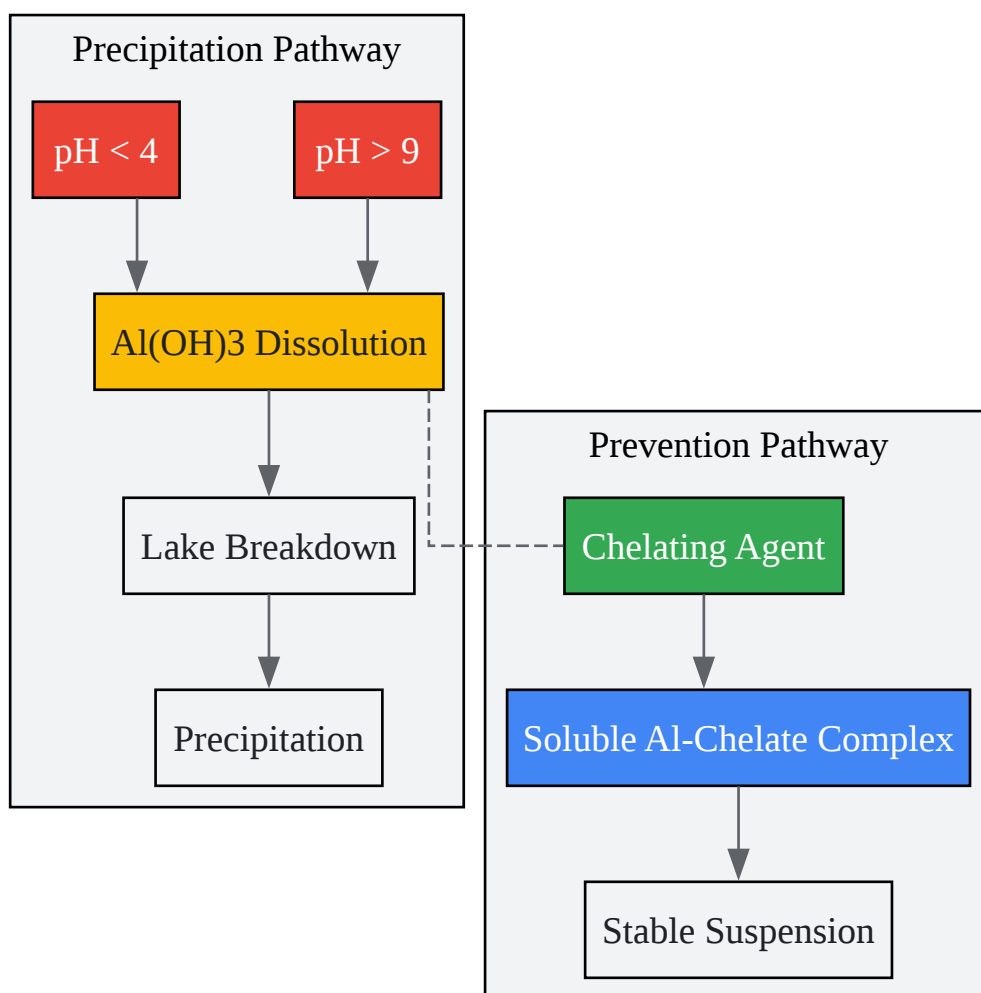 Precipitation Pathway
pH < 4
pH > 9
Al(OH)3 Dissolution
Lake Breakdown
Precipitation
Prevention Pathway
Chelating Agent
Soluble Al-Chelate Complex
Stable Suspension